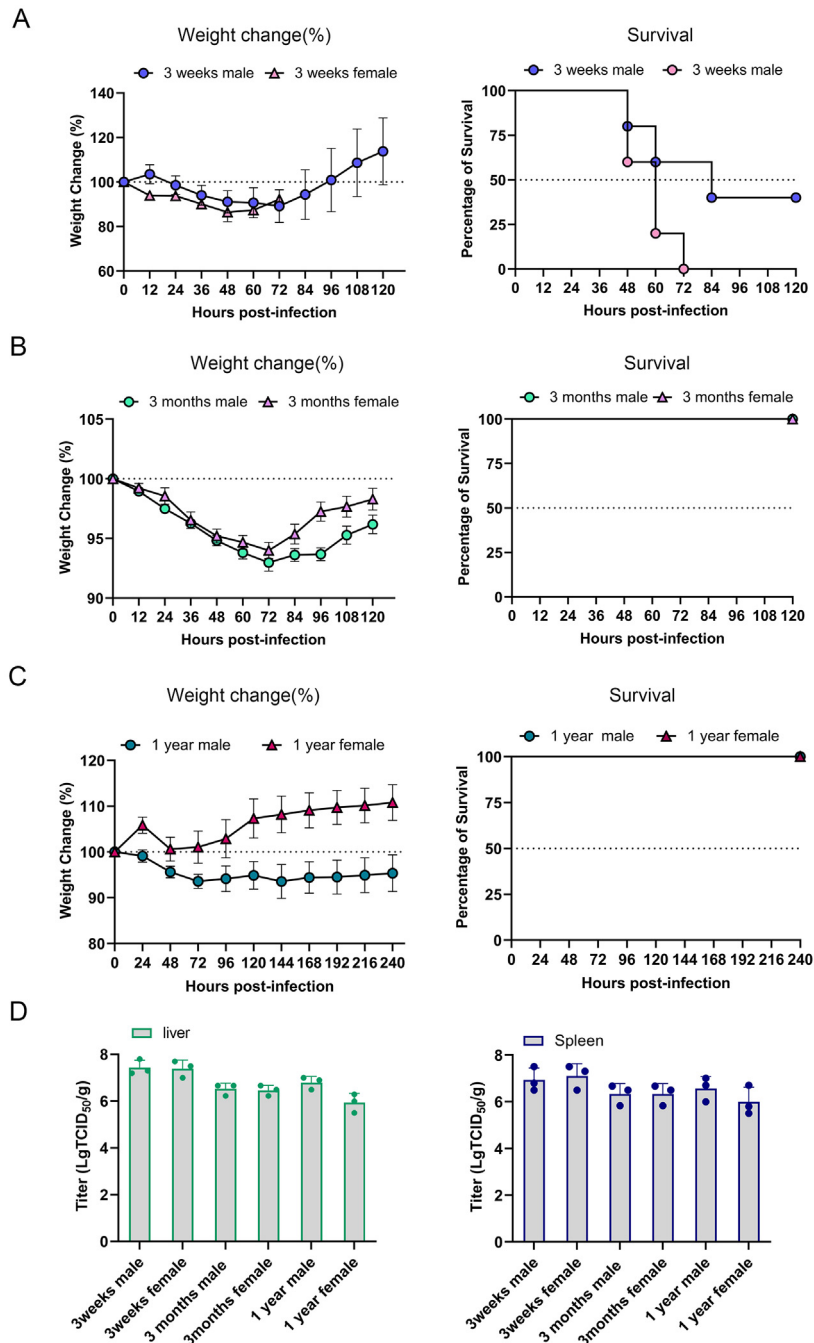 A
Weight change(%)
3 weeks male 3 weeks female
Weight Change (%)
140
120
100
80
60
0 12 24 36 48 60 72 84 96 108 120
Hours post-infection
Survival
3 weeks male 3 weeks male
Percentage of Survival
100
75
50
25
0
0 12 24 36 48 60 72 84 96 108 120
Hours post-infection
B
Weight change(%)
3 months male 3 months female
Weight Change (%)
105
100
95
90
0 12 24 36 48 60 72 84 96 108 120
Hours post-infection
Survival
3 months male 3 months female
Percentage of Survival
100
75
50
25
0
0 12 24 36 48 60 72 84 96 108 120
Hours post-infection
C
Weight change(%)
1 year male 1 year female
Weight Change (%)
120
110
100
90
80
0 24 48 72 96 120 144 168 192 216 240
Hours post-infection
Survival
1 year male 1 year female
Percentage of Survival
100
75
50
25
0
0 24 48 72 96 120 144 168 192 216 240
Hours post-infection
D
liver
Titer (LgTCID50/g)
8
6
4
2
0
3weeks male
3weeks female
3 months male
3months female
1 year male
1 year female
Spleen
Titer (LgTCID50/g)
8
6
4
2
0
3weeks male
3weeks female
3 months male
3months female
1 year male
1 year female